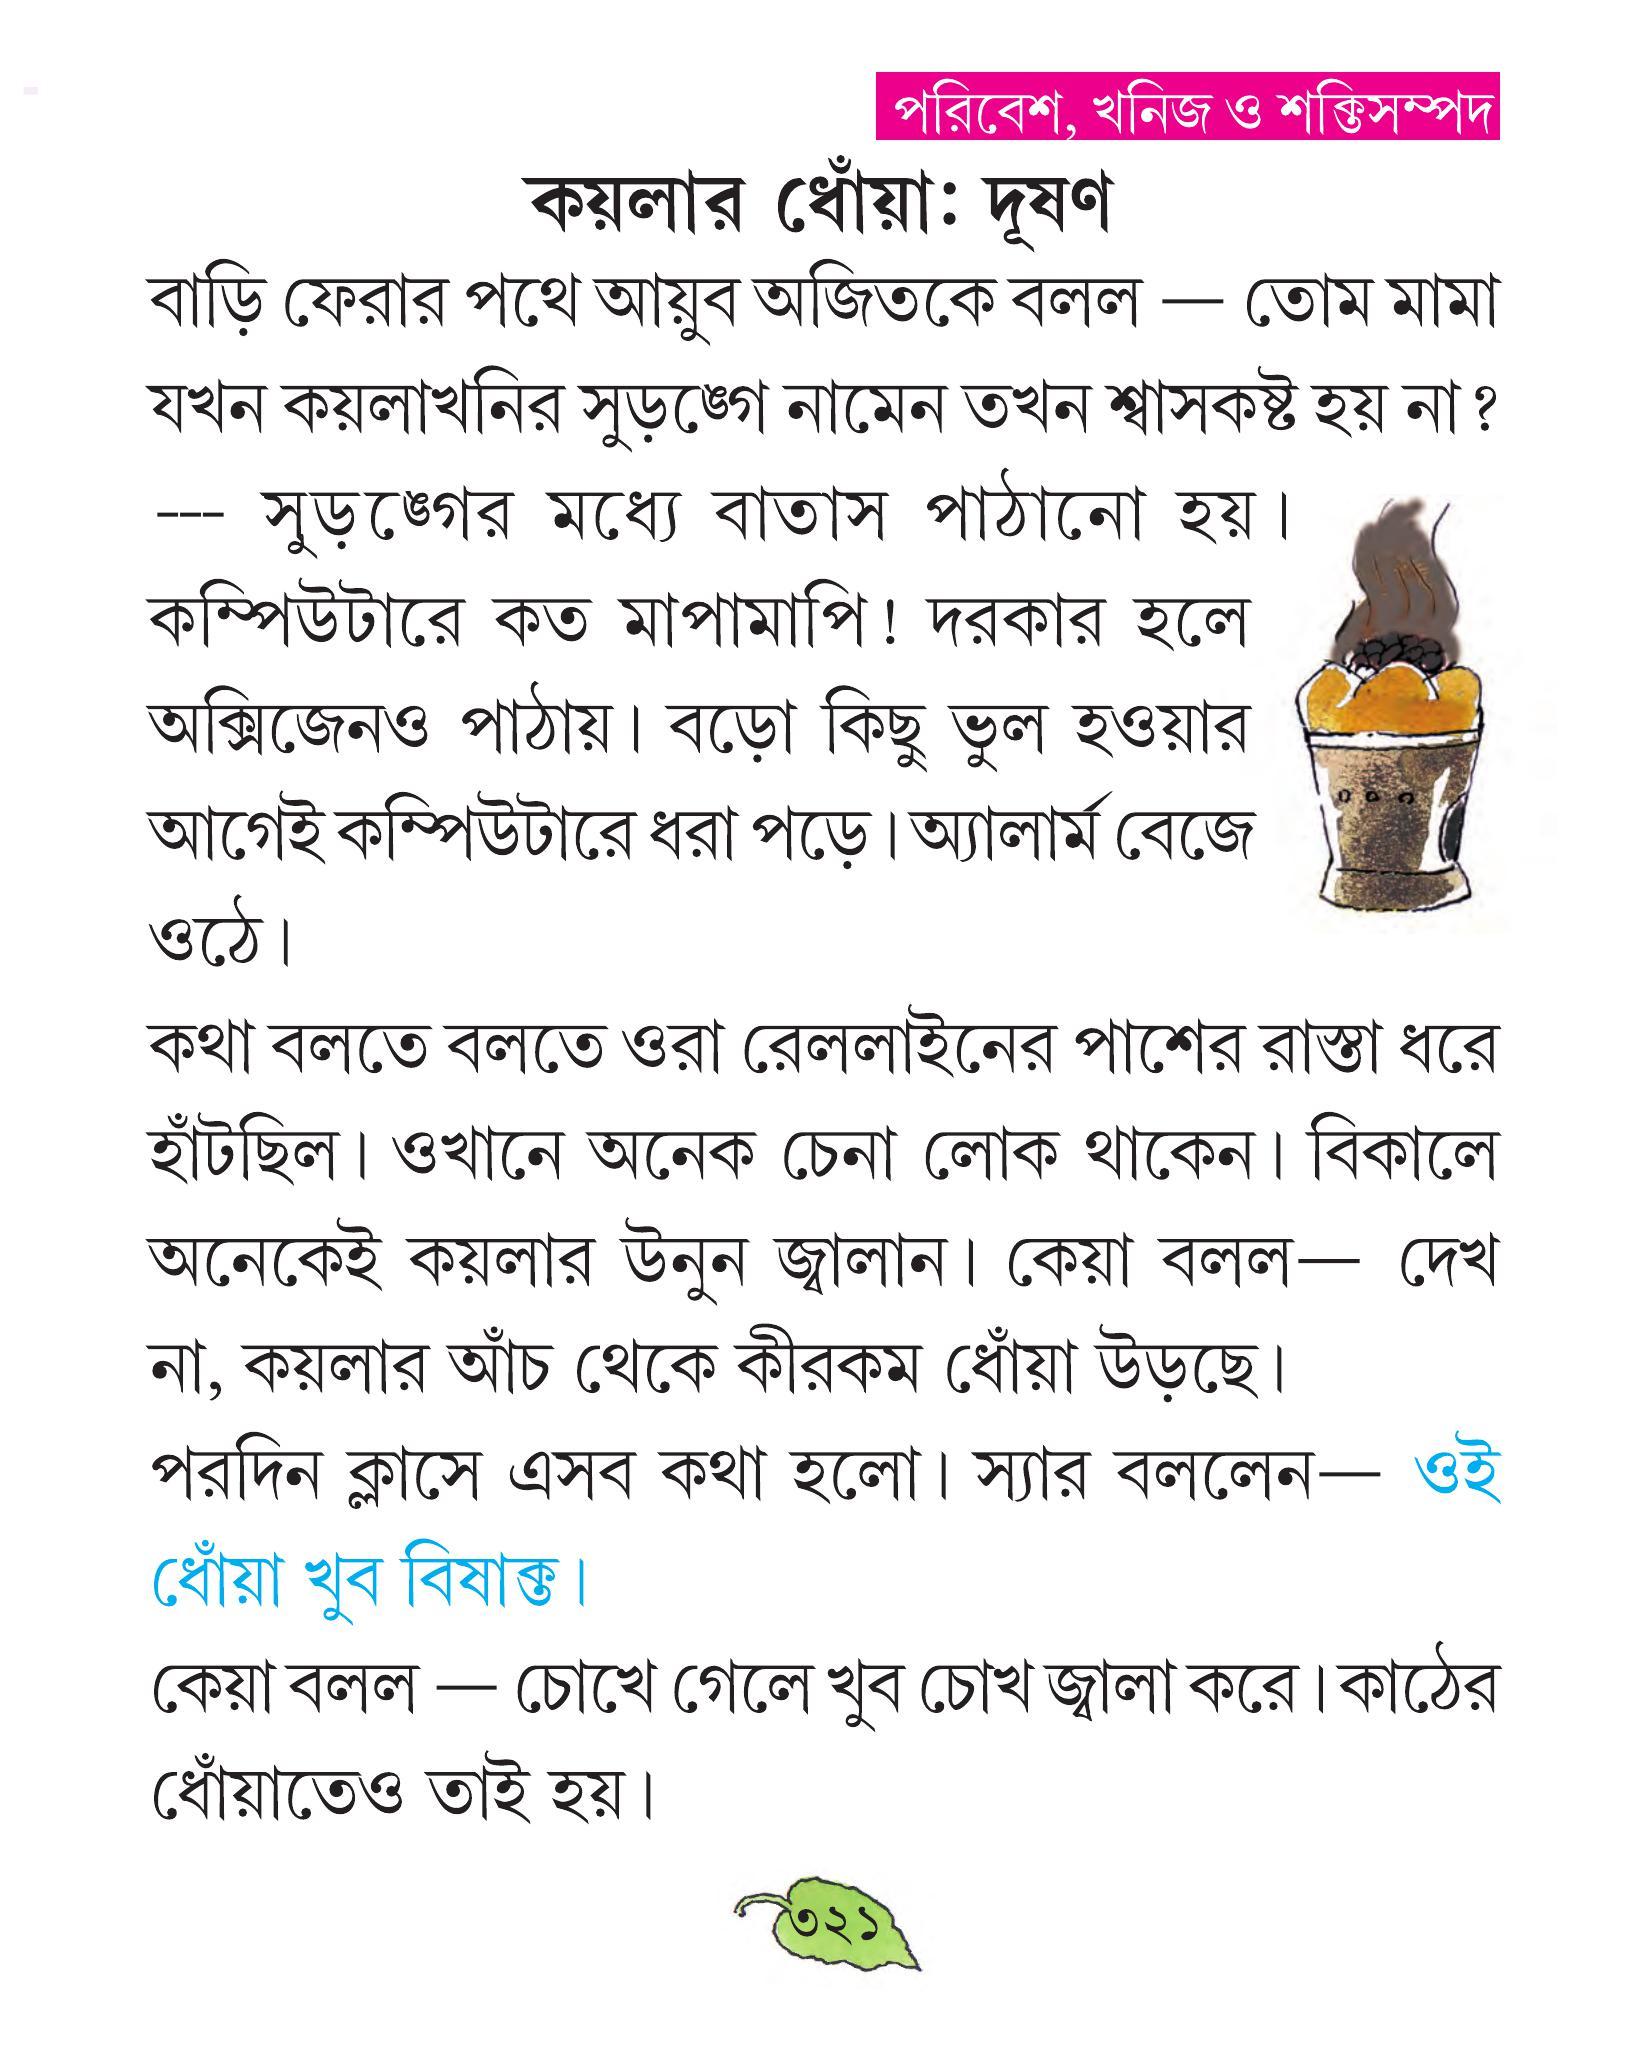 পরিবেশ, খনিজ ও শক্তিসম্পদ
কয়লার ধোঁয়া: দূষণ
বাড়ি ফেরার পথে আয়ুব অজিতকে বলল — তোম মামা
যখন কয়লাখনির সুড়ঙ্গে নামেন তখন শ্বাসকষ্ট হয় না?
--- সুড়ঙ্গের মধ্যে বাতাস পাঠানো হয়।
কম্পিউটারে কত মাপামাপি! দরকার হলে
অক্সিজেনও পাঠায়। বড়ো কিছু ভুল হওয়ার
আগেই কম্পিউটারে ধরা পড়ে। অ্যালার্ম বেজে
ওঠে।
কথা বলতে বলতে ওরা রেললাইনের পাশের রাস্তা ধরে
হাঁটছিল। ওখানে অনেক চেনা লোক থাকেন। বিকালে
অনেকেই কয়লার উনুন জ্বালান। কেয়া বলল— দেখ
না, কয়লার আঁচ থেকে কীরকম ধোঁয়া উড়ছে।
পরদিন ক্লাসে এসব কথা হলো। স্যার বললেন— ওই
ধোঁয়া খুব বিষাক্ত।
কেয়া বলল — চোখে গেলে খুব চোখ জ্বালা করে। কাঠের
ধোঁয়াতেও তাই হয়।
৩২১